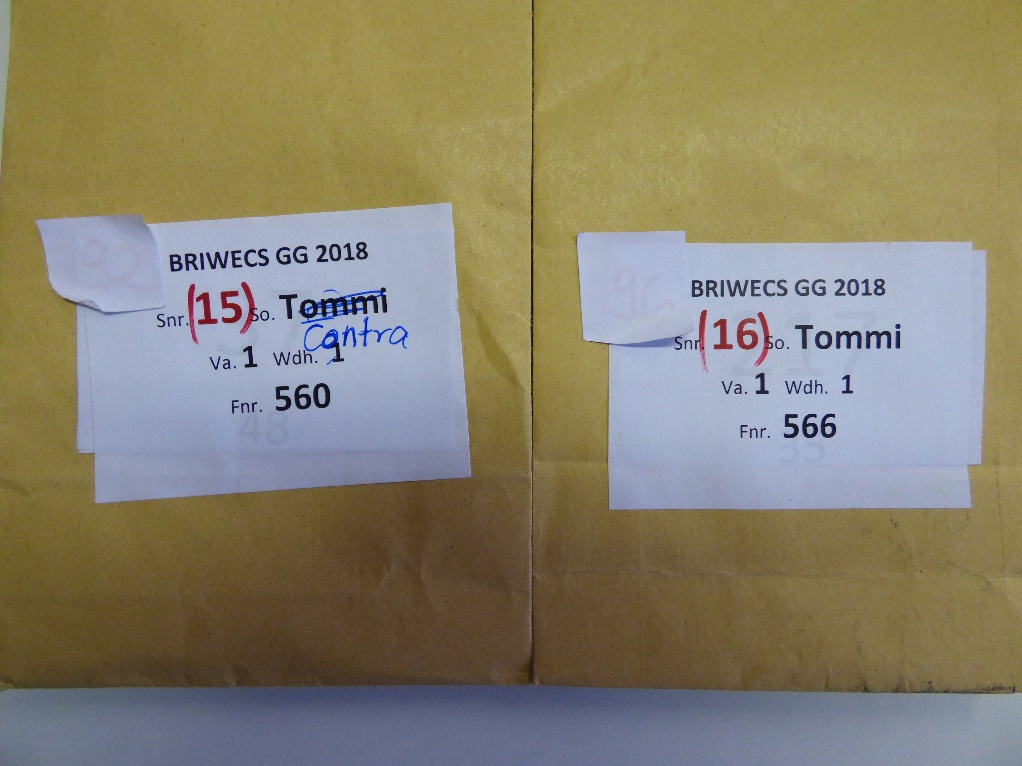 BRIWECS GG 2018
Snr. (15) So. Tommi
Contra
Va. 1 Wdh. 1
Fnr. 560
BRIWECS GG 2018
Snr. (16) So. Tommi
Va. 1 Wdh. 1
Fnr. 566